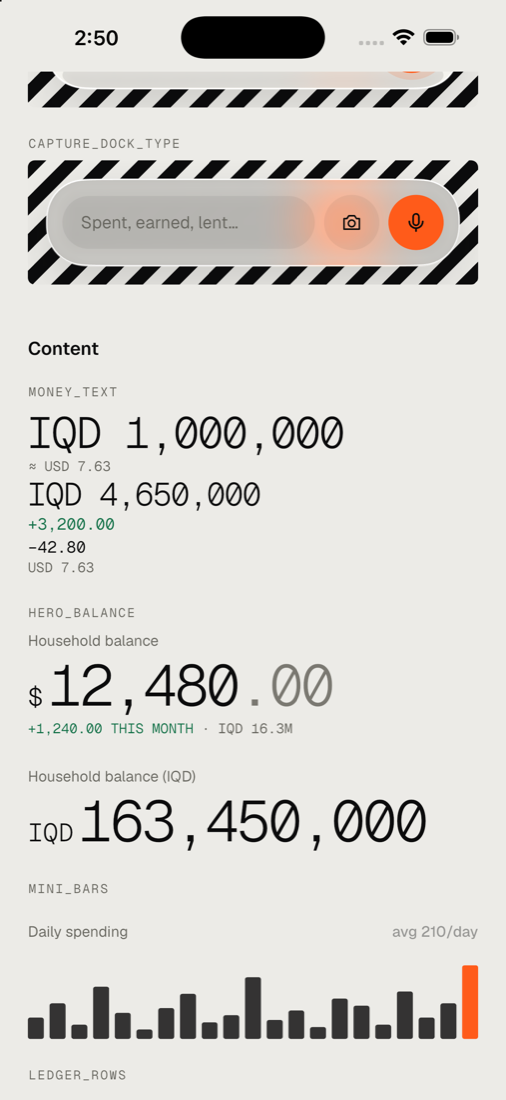 2:50
CAPTURE_DOCK_TYPE
Spent, earned, lent…
Content
MONEY_TEXT
IQD 1,000,000
≈ USD 7.63
IQD 4,650,000
+3,200.00
−42.80
USD 7.63
HERO_BALANCE
Household balance
$12,480.00
+1,240.00 THIS MONTH · IQD 16.3M
Household balance (IQD)
IQD 163,450,000
MINI_BARS
Daily spending avg 210/day
LEDGER_ROWS